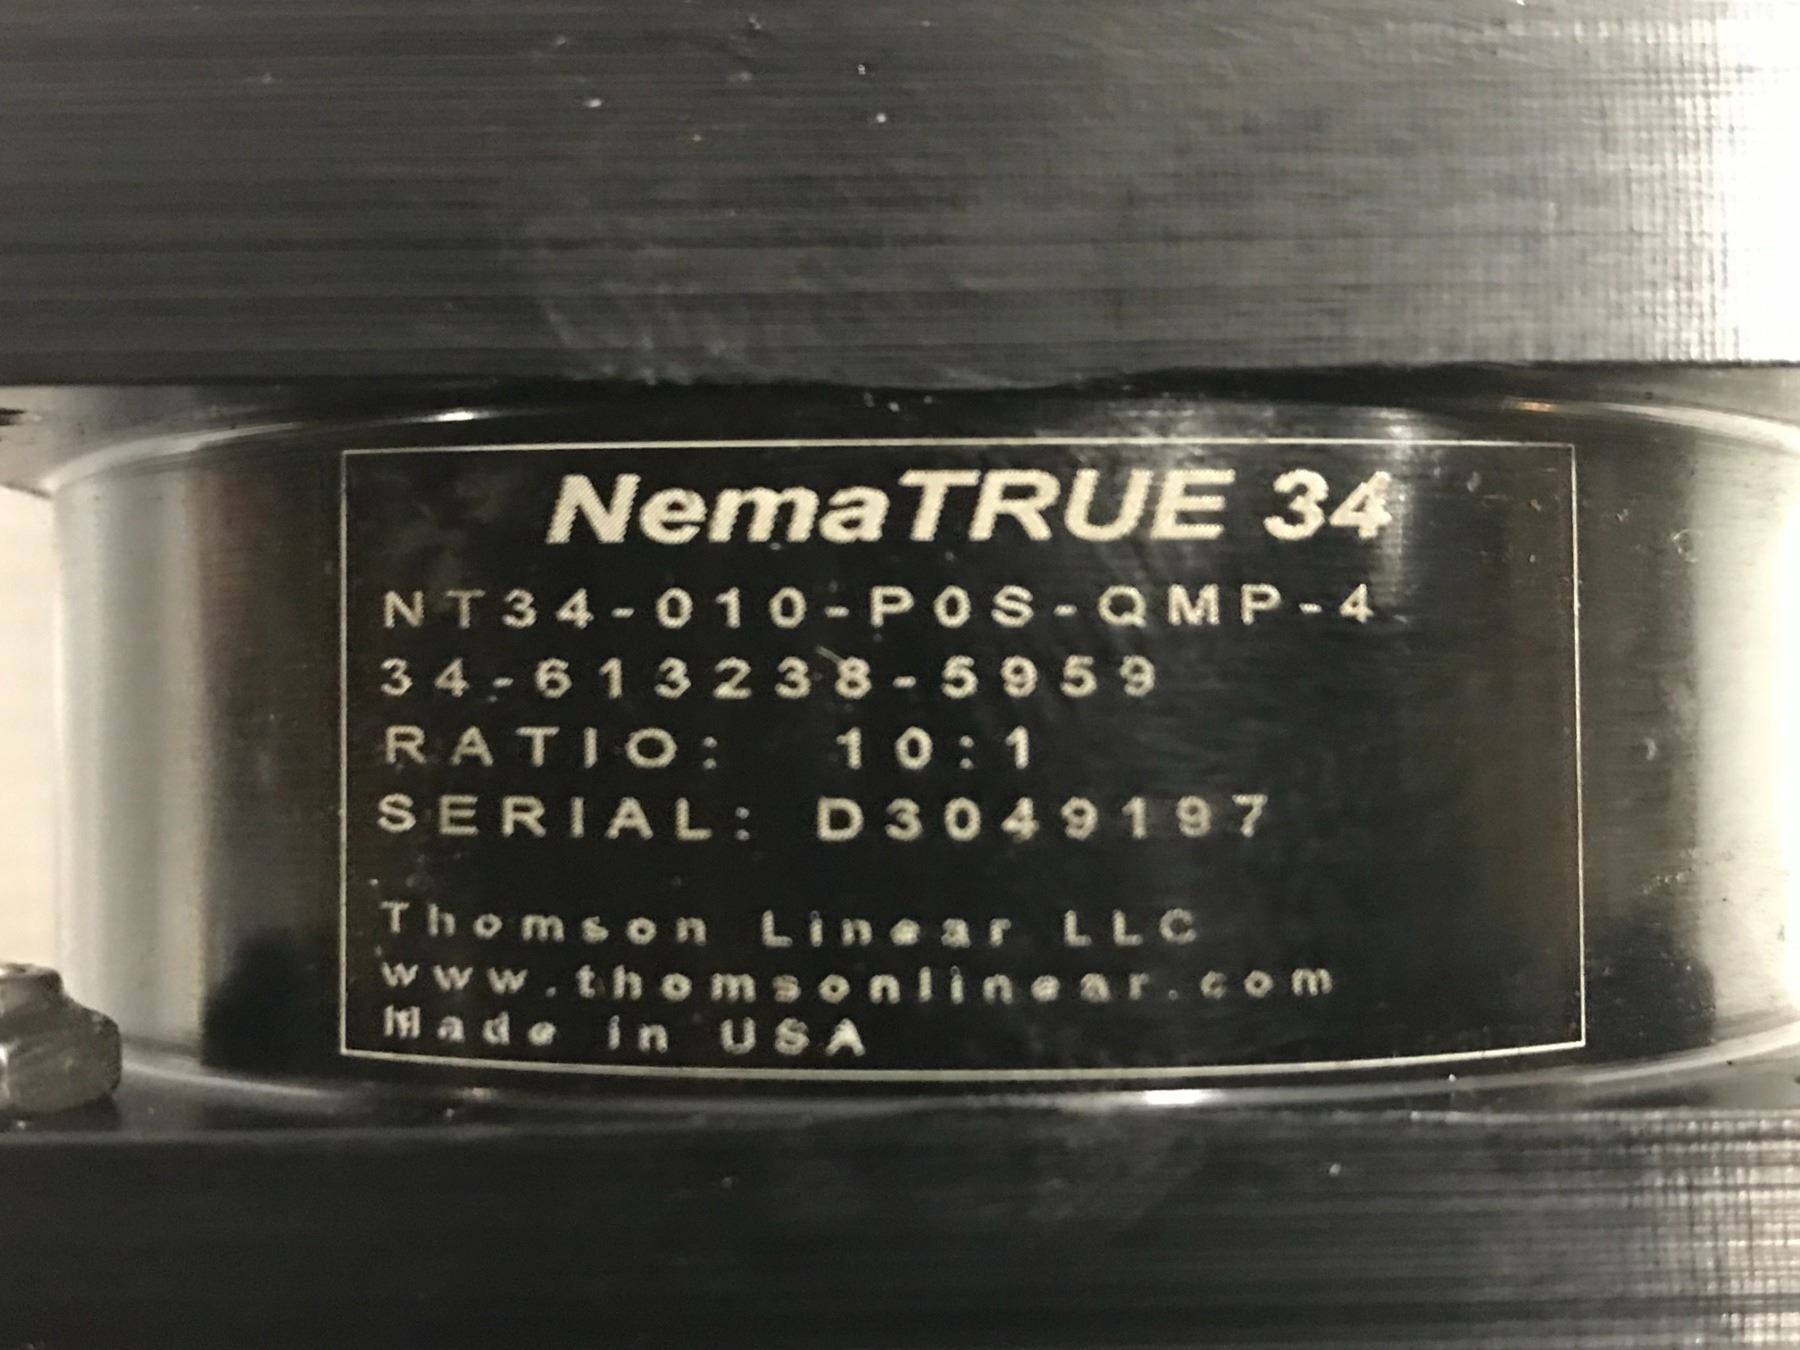 NemaTRUE 34
NT34-010-P0S-QMP-4
34-613238-5959
RATIO: 10:1
SERIAL: D3049197
Thomson Linear LLC
www.thomsonlinear.com
Made in USA